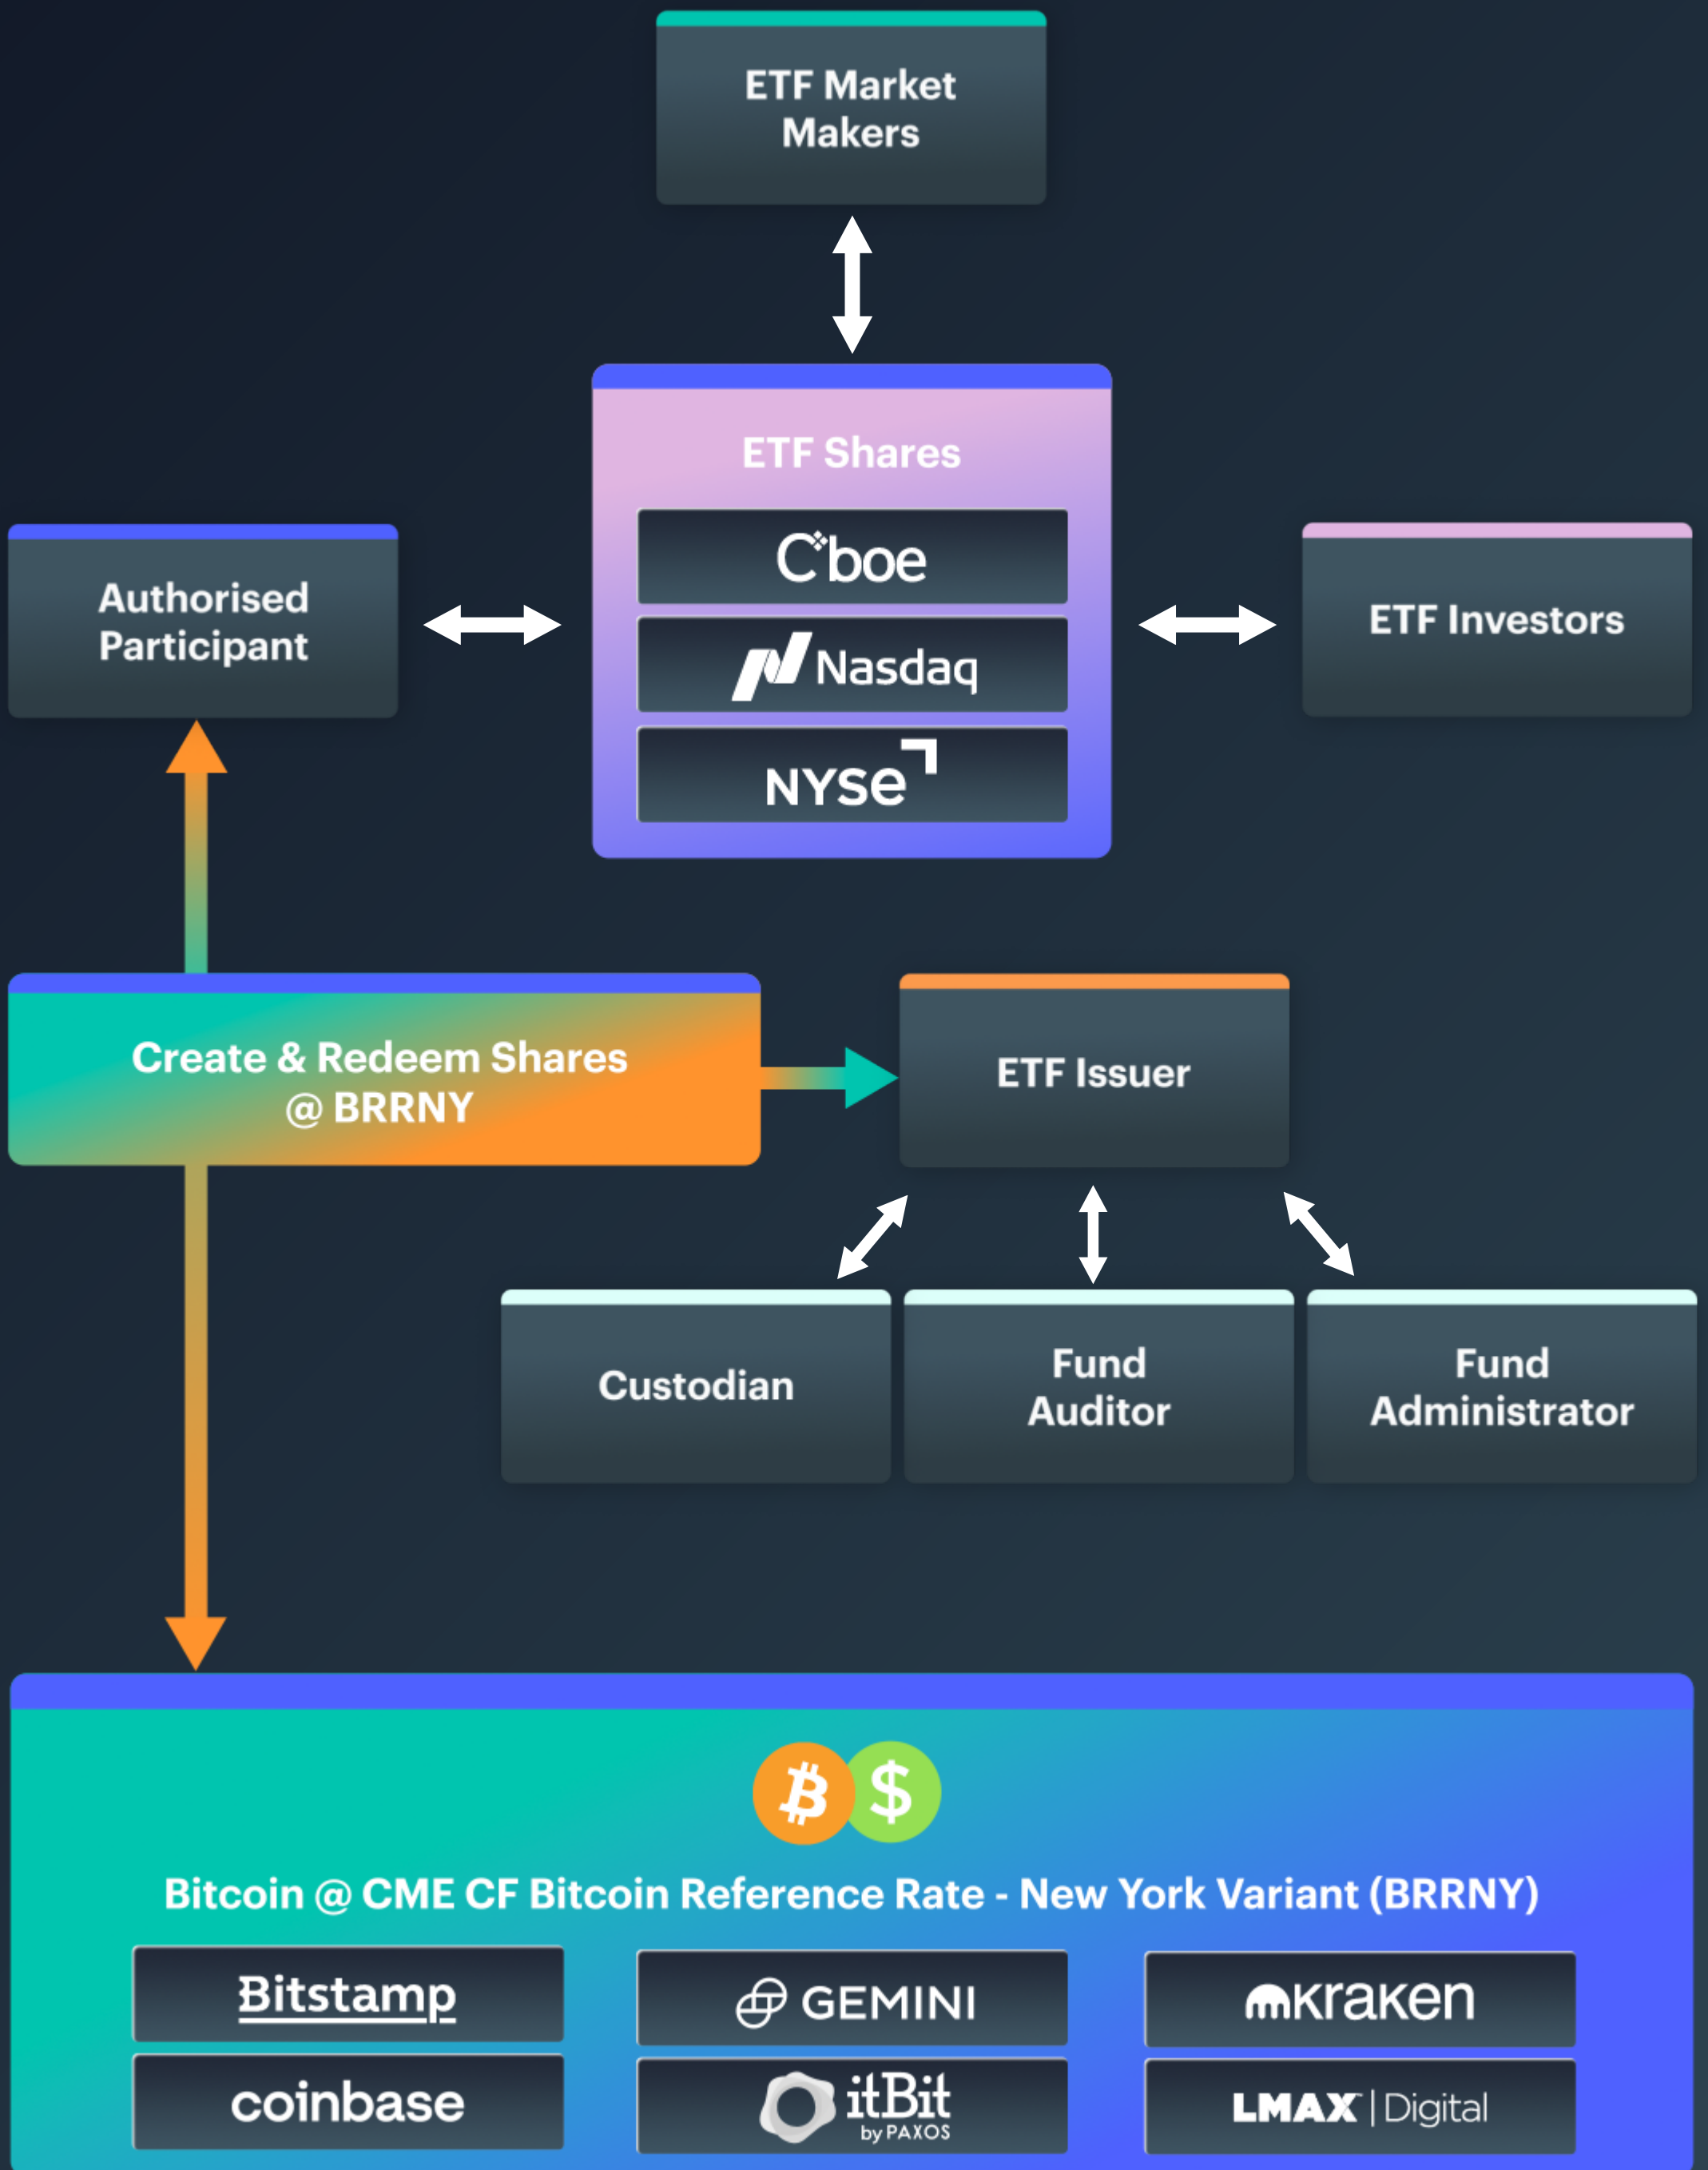 ETF Market
Makers
ETF Shares
Cboe
Nasdaq
NYSE
Authorised
Participant
ETF Investors
Create & Redeem Shares
@ BRRNY
ETF Issuer
Custodian
Fund
Auditor
Fund
Administrator
₿ $
Bitcoin @ CME CF Bitcoin Reference Rate - New York Variant (BRRNY)
Bitstamp
GEMINI
kraken
coinbase
itBit
by PAXOS
LMAX | Digital